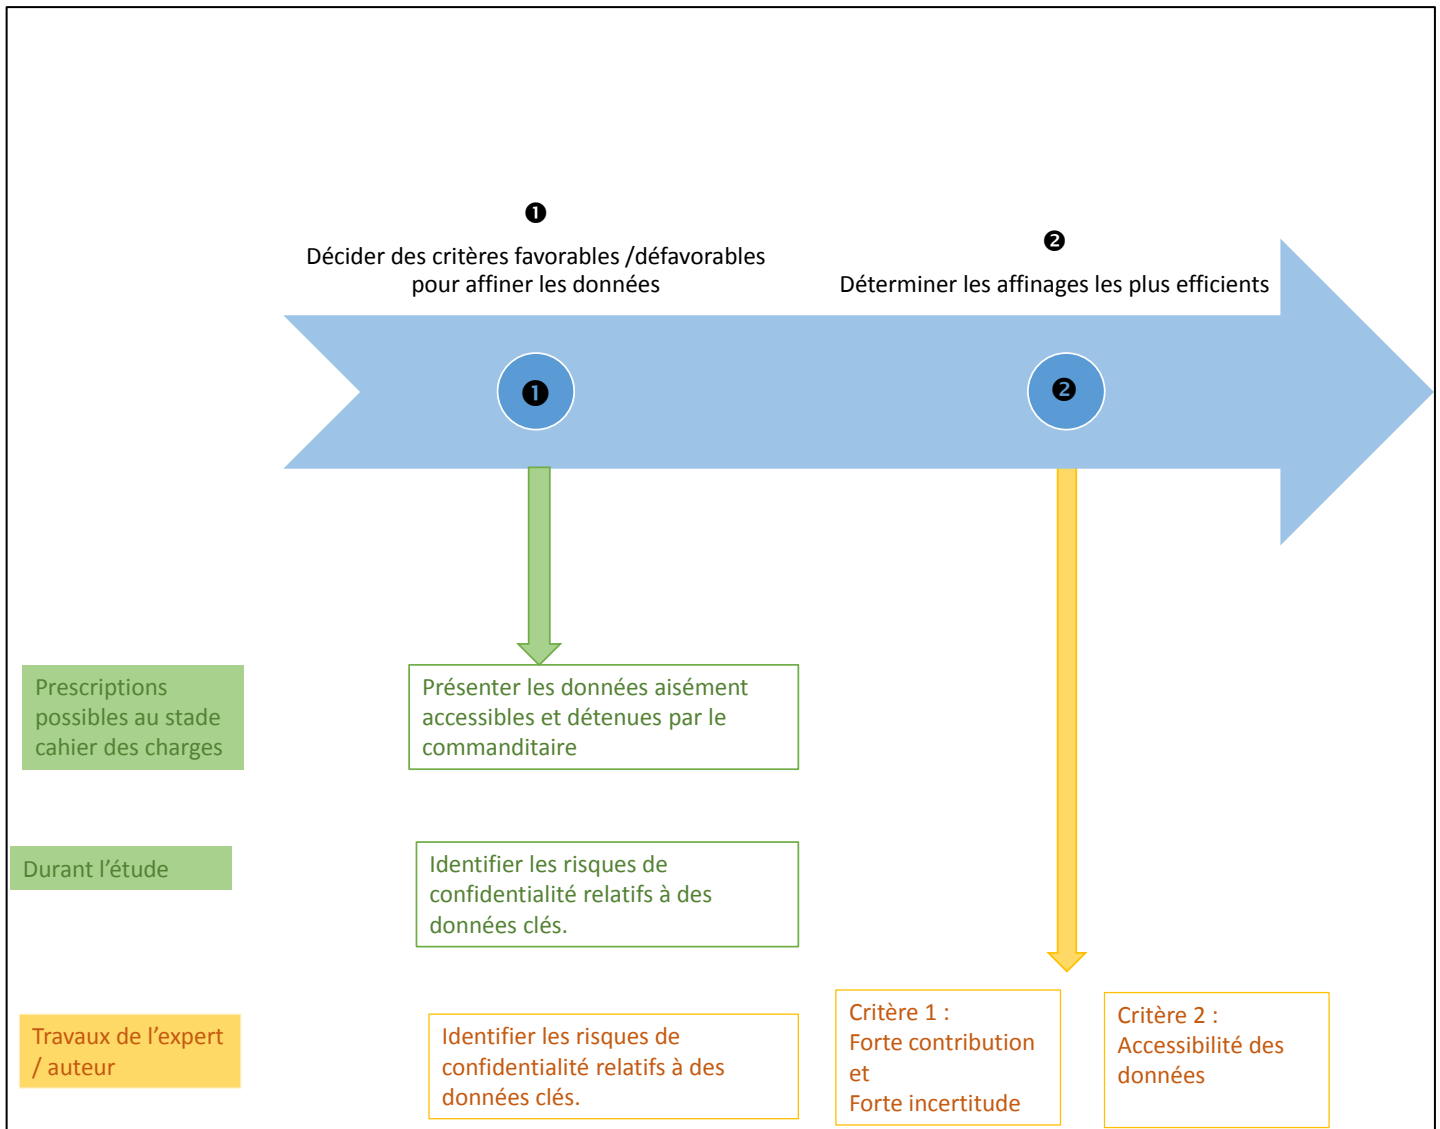 ❶
Décider des critères favorables /défavorables
pour affiner les données
❷
Déterminer les affinages les plus efficients
❶
❷
Prescriptions
possibles au stade
cahier des charges
Présenter les données aisément
accessibles et détenues par le
commanditaire
Durant l’étude
Identifier les risques de
confidentialité relatifs à des
données clés.
Travaux de l’expert
/ auteur
Identifier les risques de
confidentialité relatifs à des
données clés.
Critère 1 :
Forte contribution
et
Forte incertitude
Critère 2 :
Accessibilité des
données